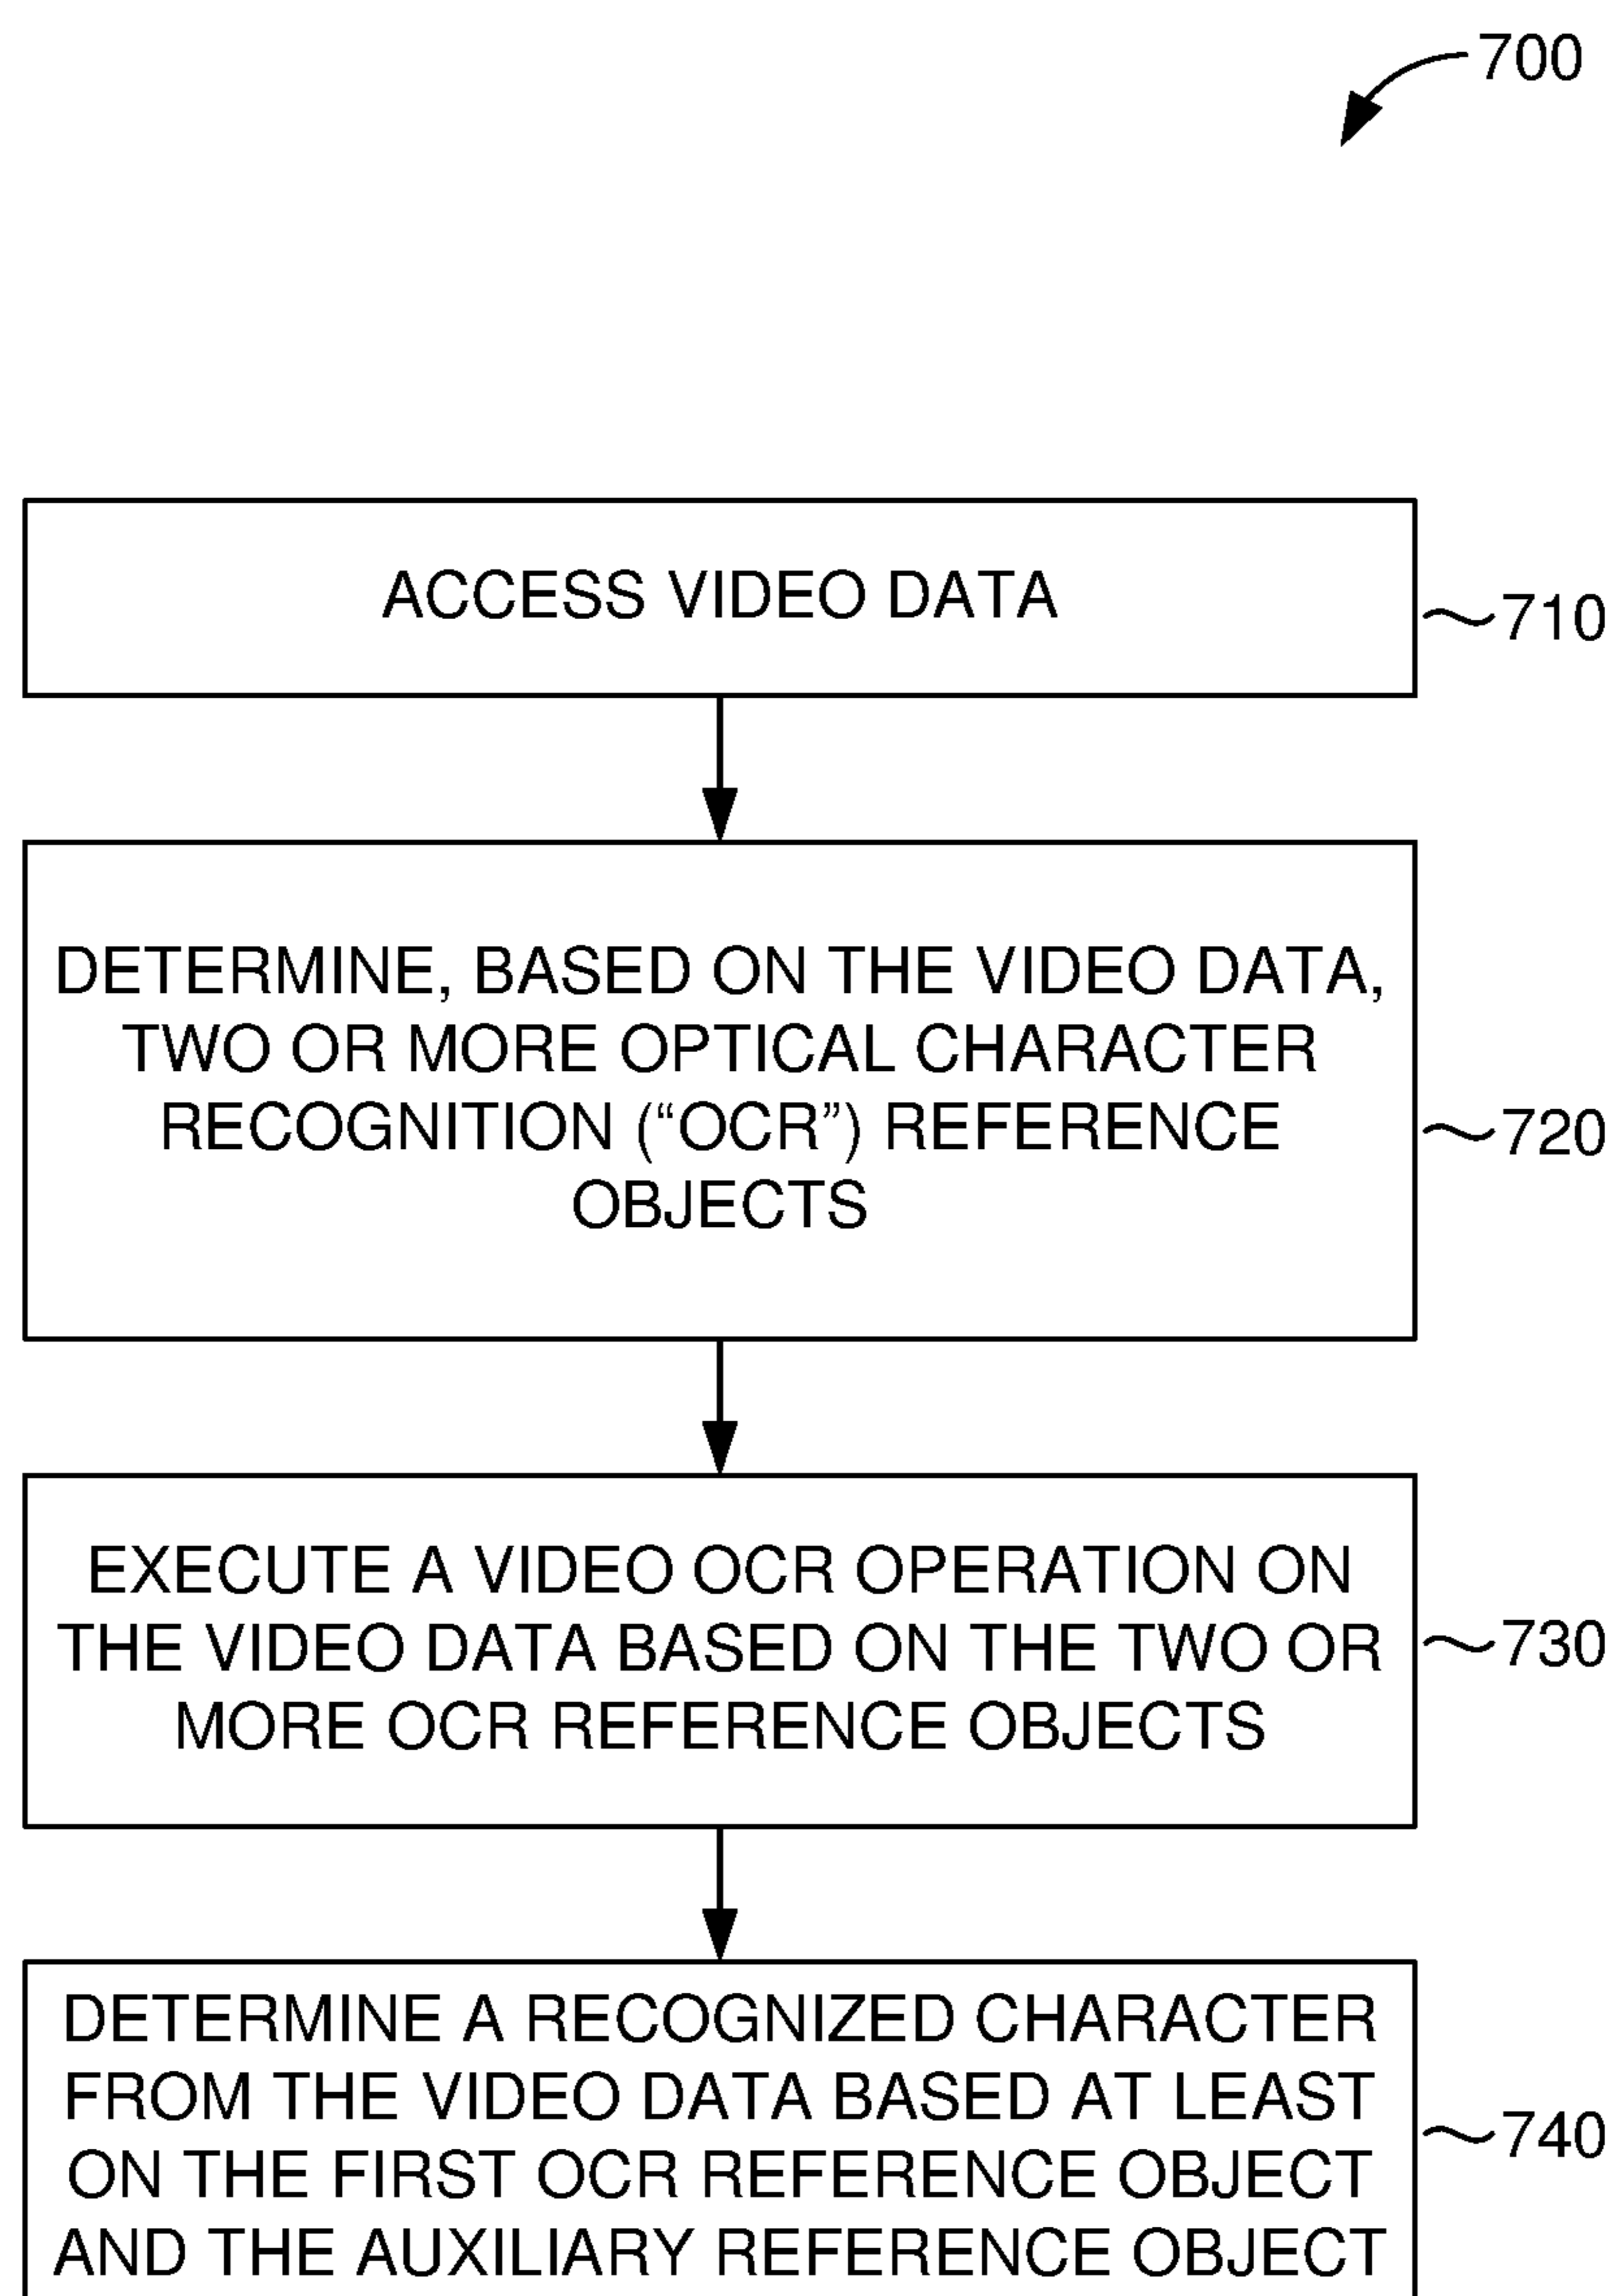 700
ACCESS VIDEO DATA
710
DETERMINE, BASED ON THE VIDEO DATA,
TWO OR MORE OPTICAL CHARACTER
RECOGNITION (“OCR”) REFERENCE
OBJECTS
720
EXECUTE A VIDEO OCR OPERATION ON
THE VIDEO DATA BASED ON THE TWO OR
MORE OCR REFERENCE OBJECTS
730
DETERMINE A RECOGNIZED CHARACTER
FROM THE VIDEO DATA BASED AT LEAST
ON THE FIRST OCR REFERENCE OBJECT
AND THE AUXILIARY REFERENCE OBJECT
740